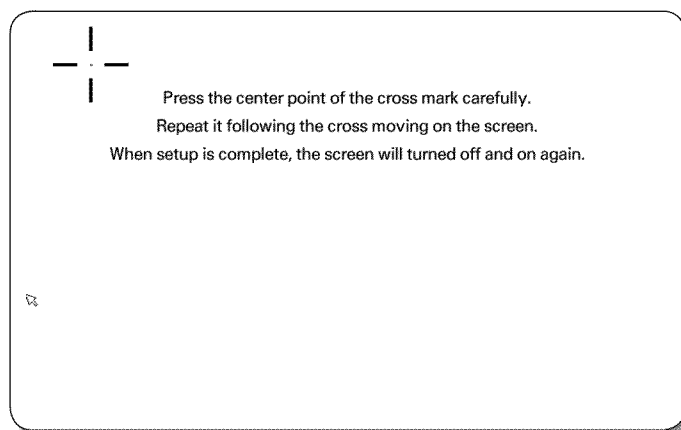 Press the center point of the cross mark carefully.
Repeat it following the cross moving on the screen.
When setup is complete, the screen will turned off and on again.